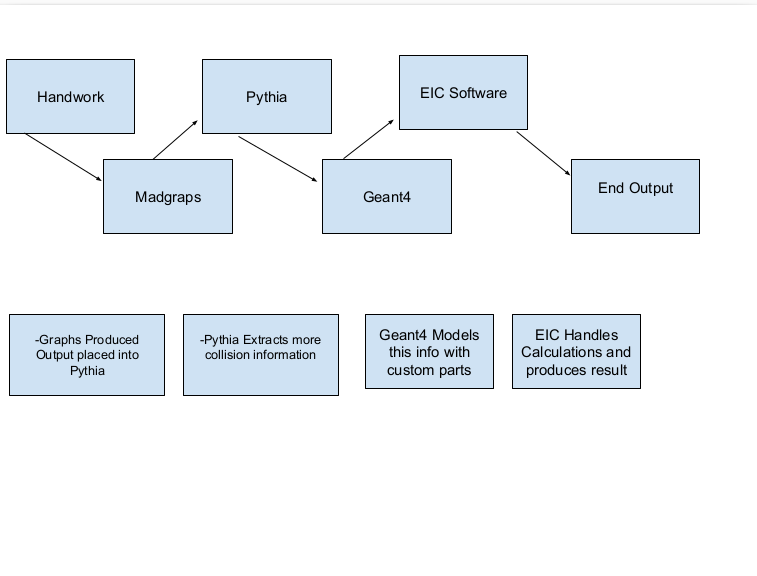 Handwork
Pythia
EIC Software
Madgraps
Geant4
End Output
-Graphs Produced
Output placed into
Pythia
-Pythia Extracts more
collision information
Geant4 Models
this info with
custom parts
EIC Handles
Calculations and
produces result